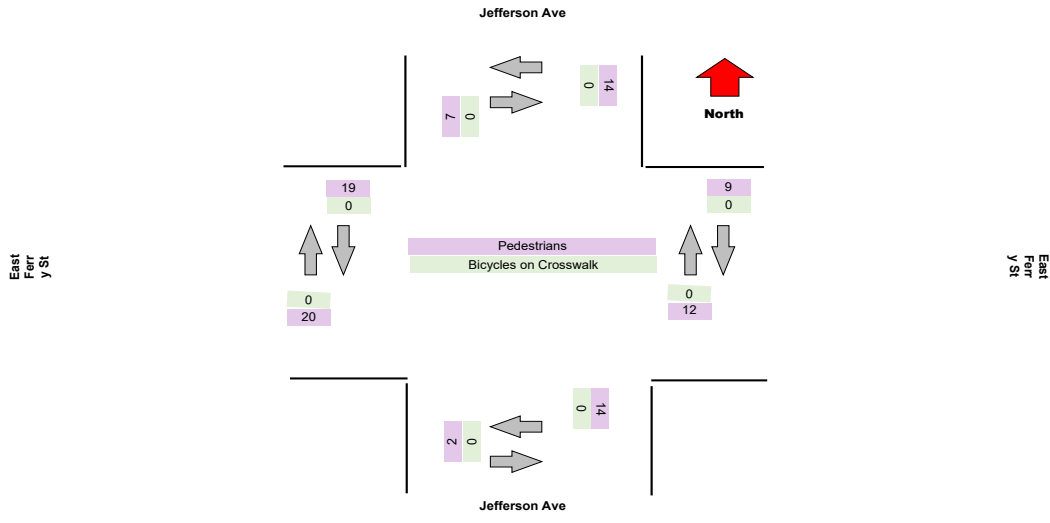 Jefferson Ave
0
14
7
0
North
19
0
9
0
East
Ferr
y St
Pedestrians
Bicycles on Crosswalk
East
Ferr
y St
0
20
0
12
0
14
2
0
Jefferson Ave